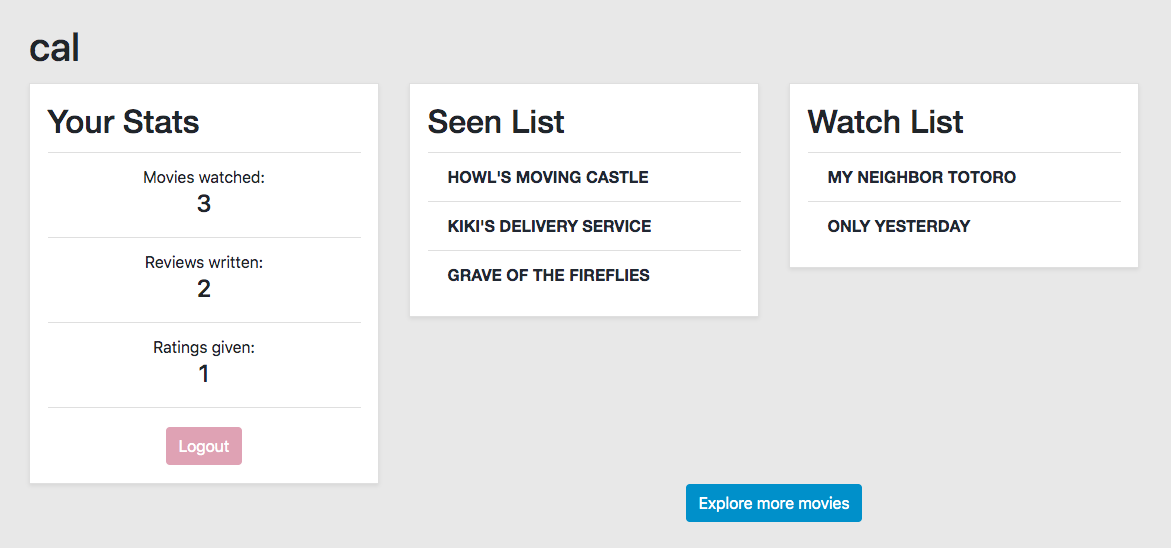 cal
Your Stats
Movies watched:
3
Reviews written:
2
Ratings given:
1
Logout
Seen List
HOWL'S MOVING CASTLE
KIKI'S DELIVERY SERVICE
GRAVE OF THE FIREFLIES
Watch List
MY NEIGHBOR TOTORO
ONLY YESTERDAY
Explore more movies